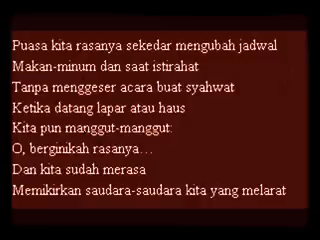 Puasa kita rasanya sekedar mengubah jadwal
Makan-minum dan saat istirahat
Tanpa menggeser acara buat syahwat
Ketika datang lapar atau haus
Kita pun manggut-manggut:
O, berginikah rasanya...
Dan kita sudah merasa
Memikirkan saudara-saudara kita yang melarat